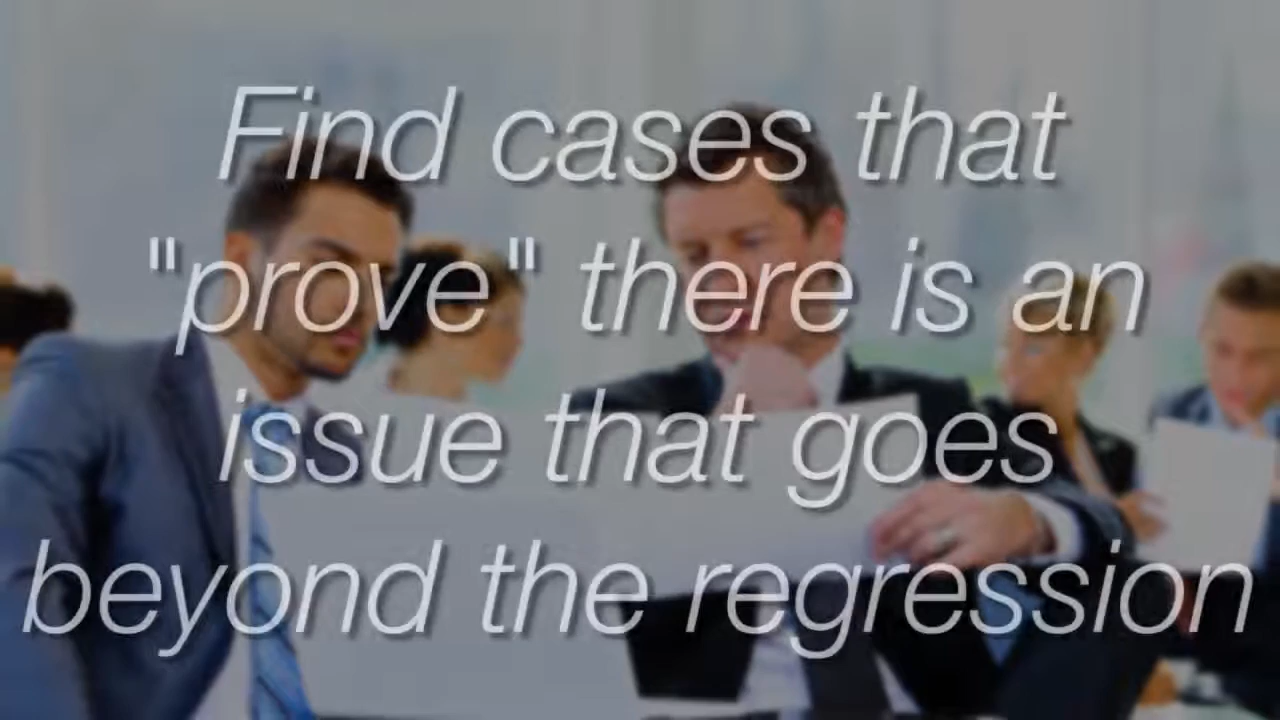 Find cases that
"prove" there is an
issue that goes
beyond the regression